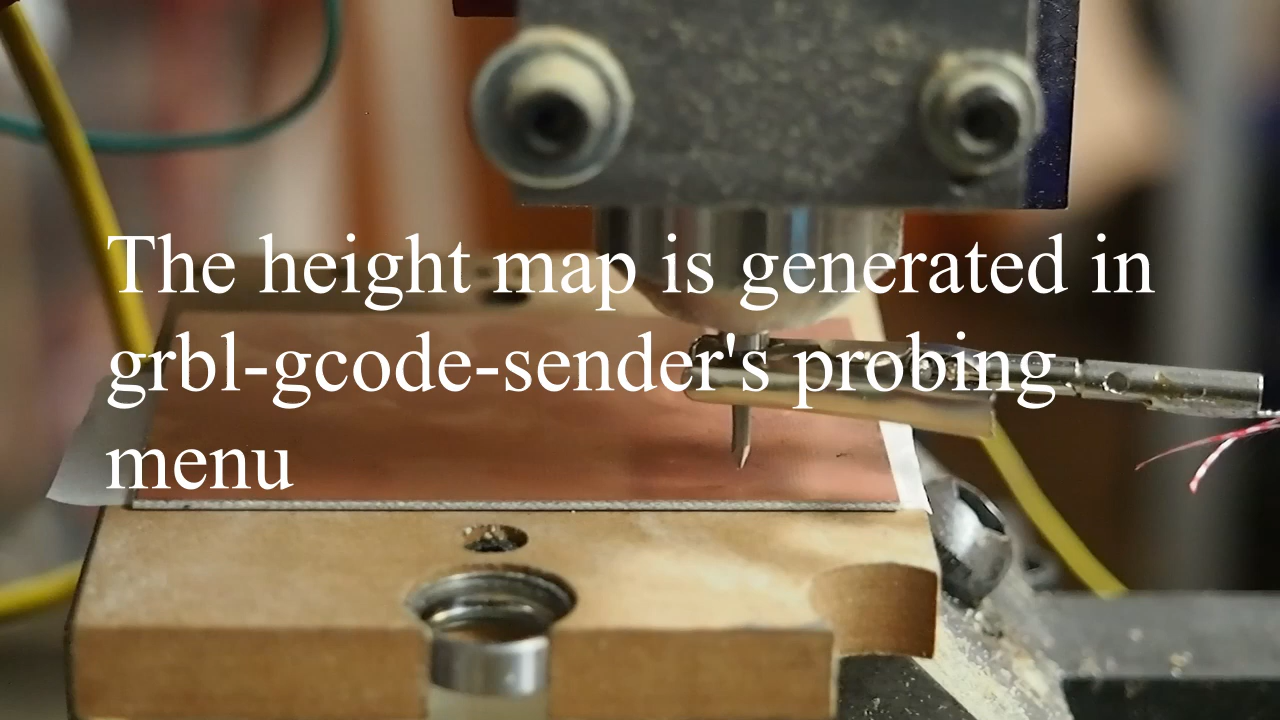 The height map is generated in
grbl-gcode-sender's probing
menu